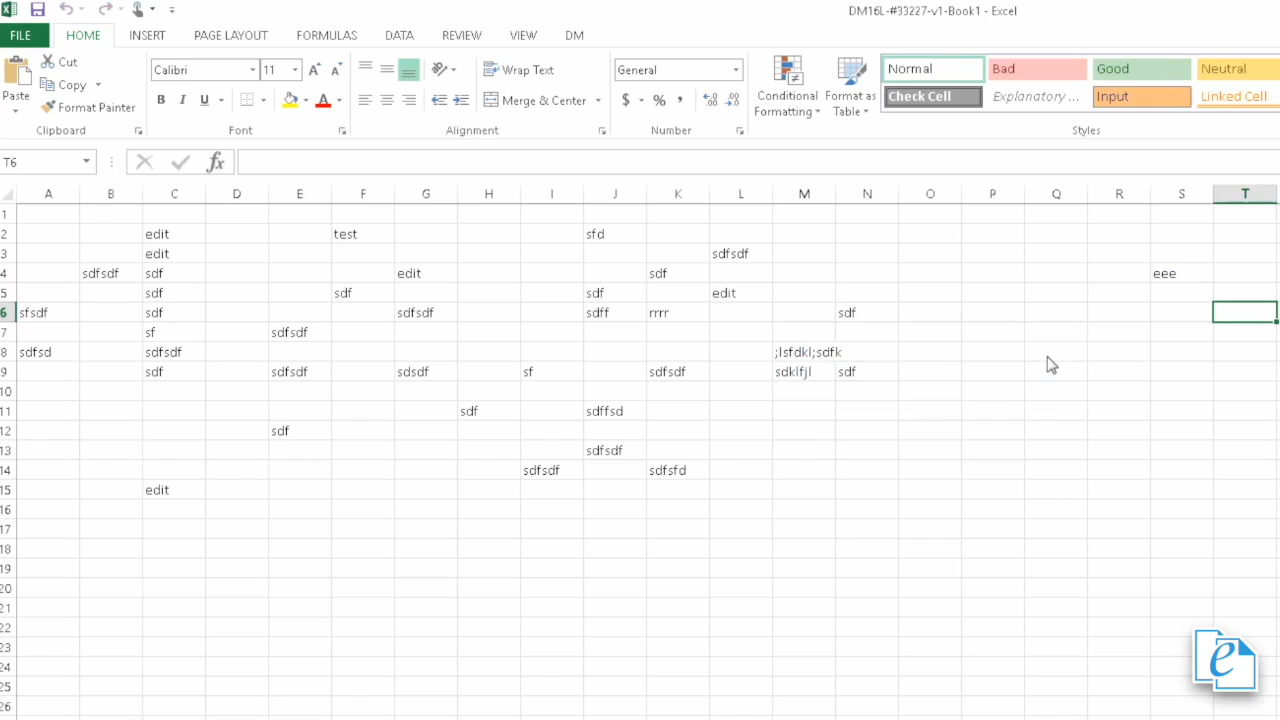 DM16L-#33227-v1-Book1 - Excel
FILE HOME INSERT PAGE LAYOUT FORMULAS DATA REVIEW VIEW DM
Cut
Copy
Format Painter
Paste
Clipboard
Calibri 11
B I U
Font
Wrap Text
Merge & Center
Alignment
General
$ % ,
Number
Conditional Formatting
Format as Table
Normal Bad Good Neutral
Check Cell Explanatory ... Input Linked Cell
Styles
T6 fx
A B C D E F G H I J K L M N O P Q R S T
1
2 edit test sfd
3 edit sdfsdf
4 sdfsdf sdf edit sdf eee
5 sdf sdf sdf edit
6 sfsdf sdf sdfsdf sdff rrrr sdf
7 sf sdfsdf
8 sdfsd sdfsdf ;lsfdkl;sdfk
9 sdf sdfsdf sdsdf sf sdfsdf sdklfjl sdf
10
11 sdf sdffsd
12 sdf
13 sdfsdf
14 sdfsdf sdfsfd
15 edit
16
17
18
19
20
21
22
23
24
25
26
e